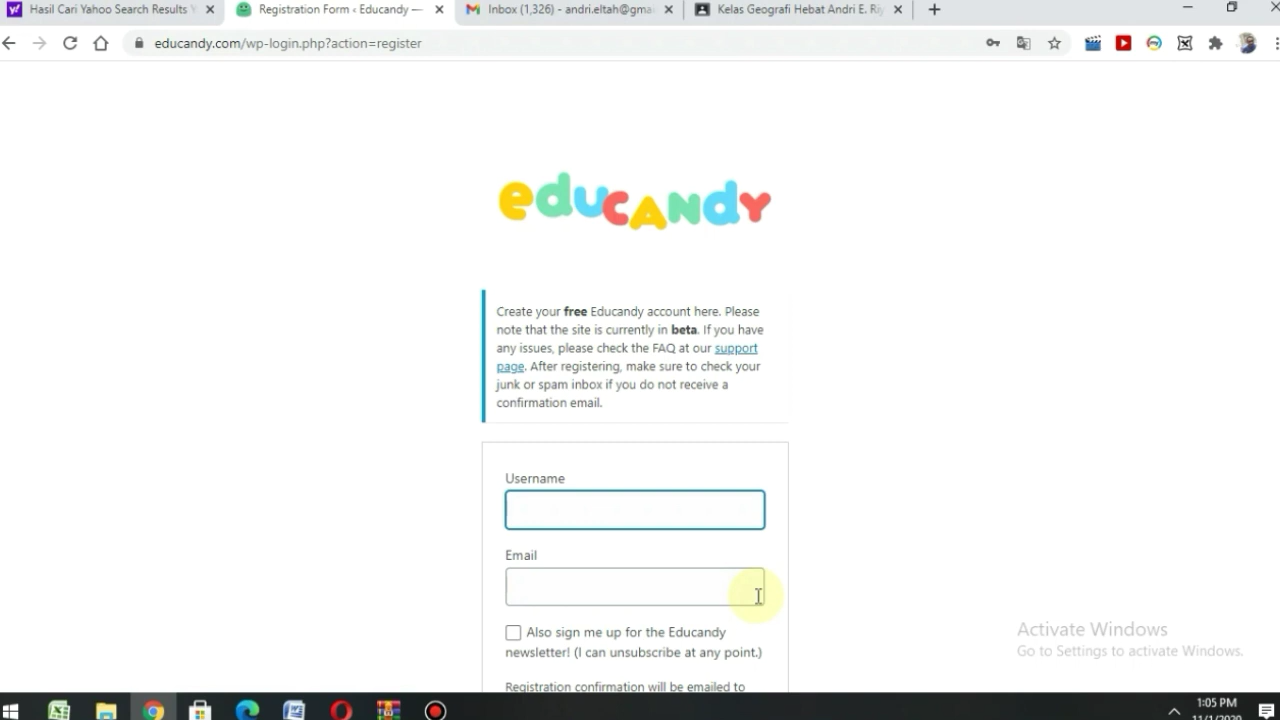 Hasil Cari Yahoo Search Results Y
Registration Form ‹ Educandy —
Inbox (1,326) - andri.eltah@gma
Kelas Geografi Hebat Andri E. Riy
educandy.com/wp-login.php?action=register
eduCANdY
Create your free Educandy account here. Please
note that the site is currently in beta. If you have
any issues, please check the FAQ at our support
page. After registering, make sure to check your
junk or spam inbox if you do not receive a
confirmation email.
Username
Email
Also sign me up for the Educandy
newsletter! (I can unsubscribe at any point.)
Registration confirmation will be emailed to
Activate Windows
Go to Settings to activate Windows.
1:05 PM
11/1/2020